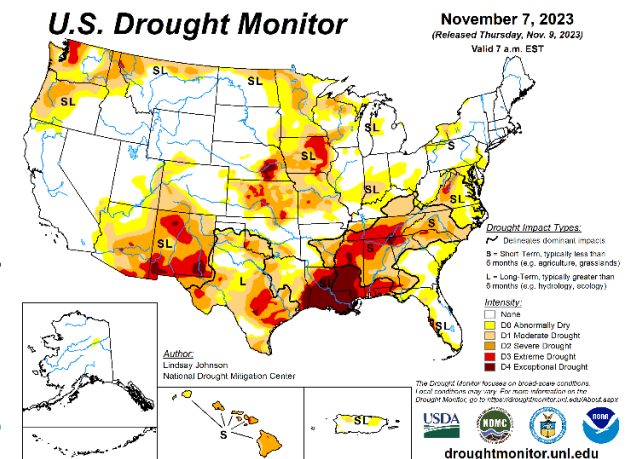 U.S. Drought Monitor
November 7, 2023
(Released Thursday, Nov. 9, 2023)
Valid 7 a.m. EST
SL
SL
SL
SL
SL
SL
SL
S
SL
SL
L
SL
S
S
SL
Drought Impact Types:
Delineates dominant impacts
S = Short-Term, typically less than
6 months (e.g. agriculture, grasslands)
L = Long-Term, typically greater than
6 months (e.g. hydrology, ecology)
Intensity:
None
D0 Abnormally Dry
D1 Moderate Drought
D2 Severe Drought
D3 Extreme Drought
D4 Exceptional Drought
Author:
Lindsay Johnson
National Drought Mitigation Center
S
SL
The Drought Monitor focuses on broad-scale conditions.
Local conditions may vary. For more information on the
Drought Monitor, go to https://droughtmonitor.unl.edu/About.aspx
USDA
NDMC
noaa
droughtmonitor.unl.edu